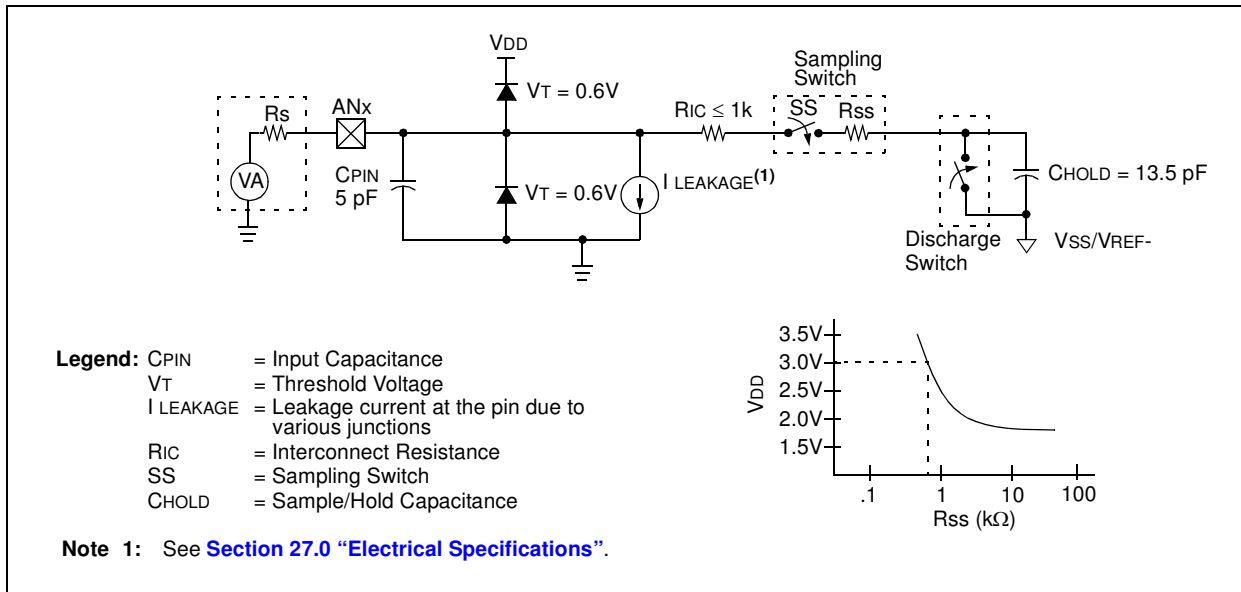 VDD
Sampling
Switch
VT = 0.6V
RIC ≤ 1k
SS
Rss
Rs
ANx
VA
CPIN
5 pF
VT = 0.6V
I LEAKAGE(1)
CHOLD = 13.5 pF
Discharge
Switch
VSS/VREF-
Legend: CPIN = Input Capacitance
VT = Threshold Voltage
I LEAKAGE = Leakage current at the pin due to
various junctions
RIC = Interconnect Resistance
SS = Sampling Switch
CHOLD = Sample/Hold Capacitance
VDD
3.5V
3.0V
2.5V
2.0V
1.5V
.1 1 10 100
Rss (kΩ)
Note 1: See Section 27.0 “Electrical Specifications”.